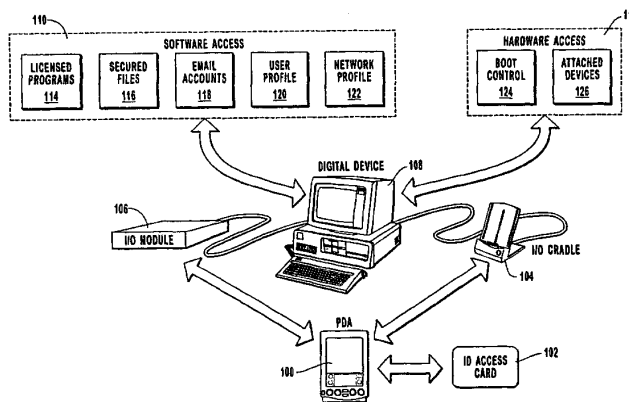 110
SOFTWARE ACCESS
LICENSED
PROGRAMS
114
SECURED
FILES
116
EMAIL
ACCOUNTS
118
USER
PROFILE
120
NETWORK
PROFILE
122
HARDWARE ACCESS
BOOT
CONTROL
124
ATTACHED
DEVICES
126
DIGITAL DEVICE
108
106
I/O MODULE
I/O CRADLE
104
PDA
100
ID ACCESS
CARD
102